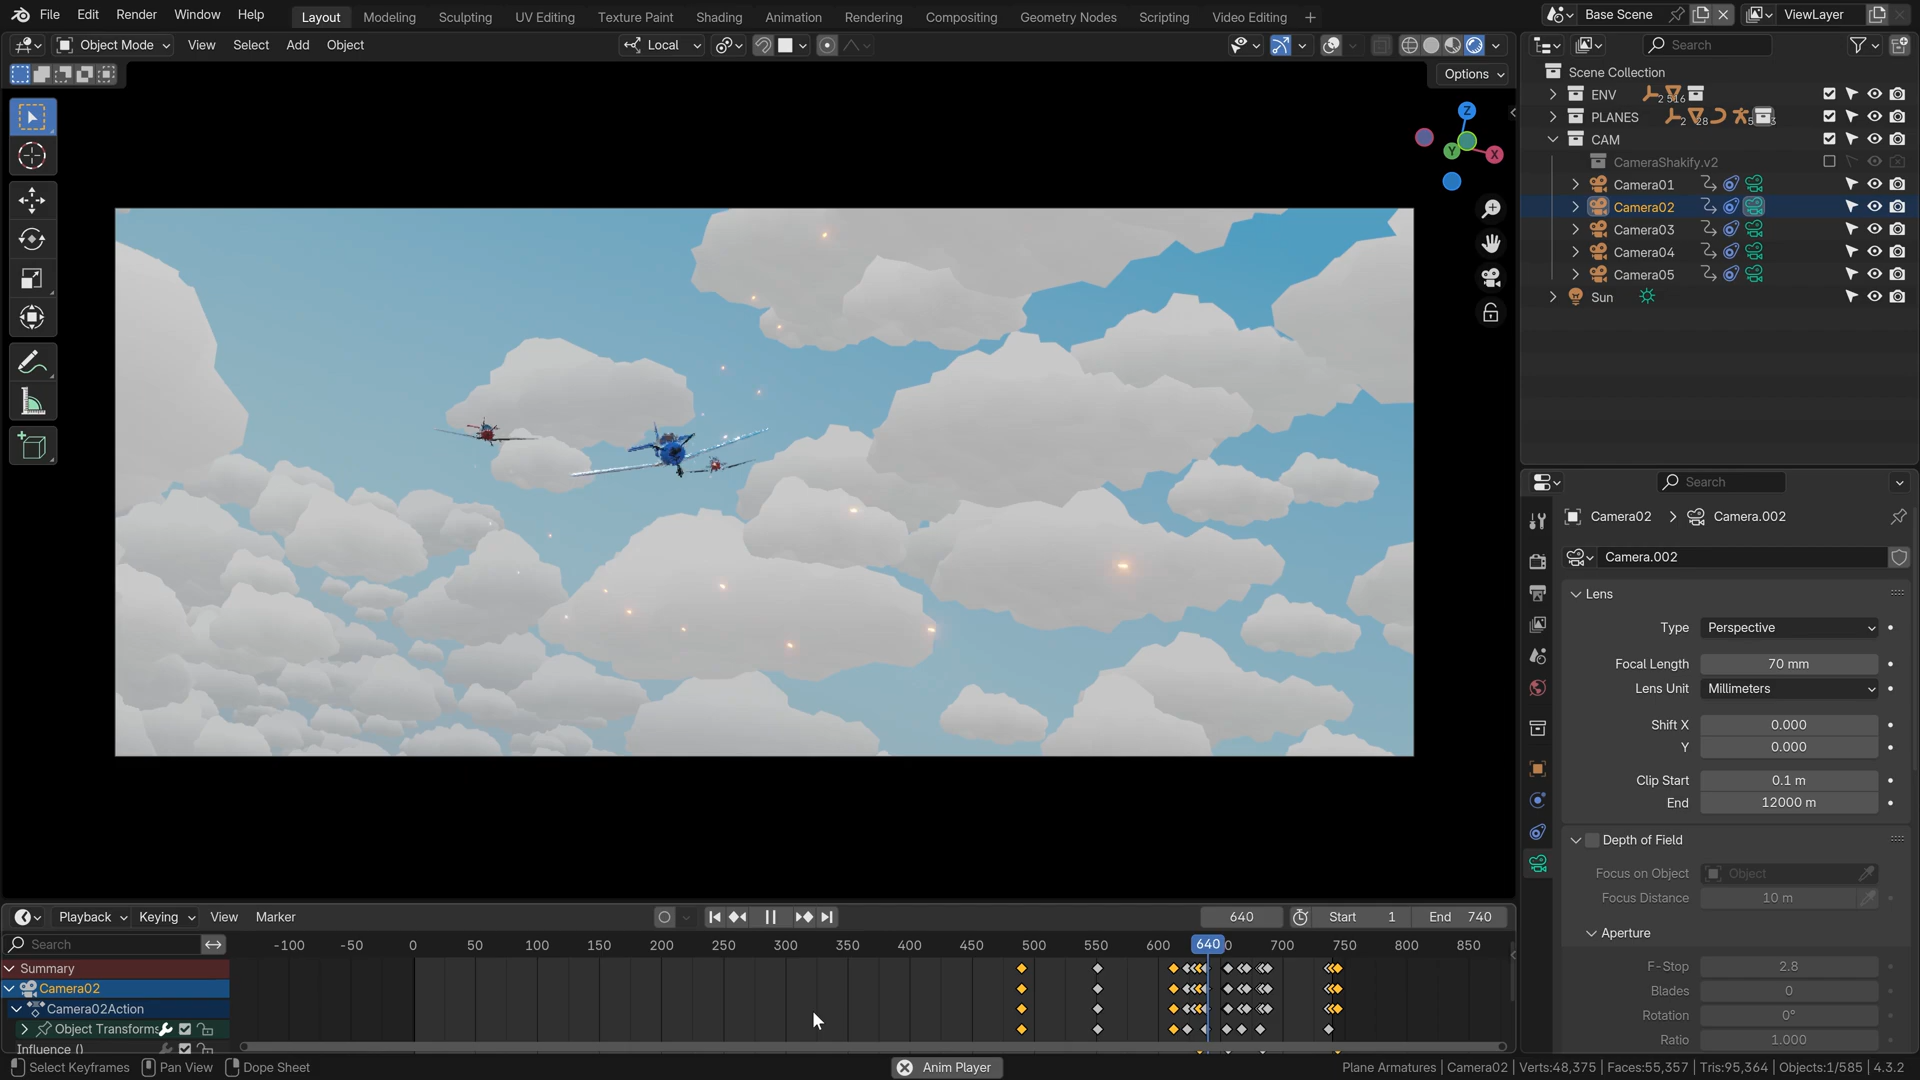 File Edit Render Window Help Layout Modeling Sculpting UV Editing Texture Paint Shading Animation Rendering Compositing Geometry Nodes Scripting Video Editing + Base Scene ViewLayer
Object Mode View Select Add Object Local Search
Options
Z
Y
X
Scene Collection
ENV 2 516
PLANES 2 28 5 3
CAM
CameraShakify.v2
Camera01
Camera02
Camera03
Camera04
Camera05
Sun
Search
Camera02 Camera.002
Camera.002
Lens
Type Perspective
Focal Length 70 mm
Lens Unit Millimeters
Shift X 0.000
Y 0.000
Clip Start 0.1 m
End 12000 m
Depth of Field
Focus on Object Object
Focus Distance 10 m
Aperture
F-Stop 2.8
Blades 0
Rotation 0°
Ratio 1.000
Playback Keying View Marker 640 Start 1 End 740
Search -100 -50 0 50 100 150 200 250 300 350 400 450 500 550 600 640 700 750 800 850
Summary
Camera02
Camera02Action
Object Transforms
Influence ()
Select Keyframes Pan View Dope Sheet Anim Player Plane Armatures | Camera02 | Verts:48,375 | Faces:55,357 | Tris:95,364 | Objects:1/585 | 4.3.2